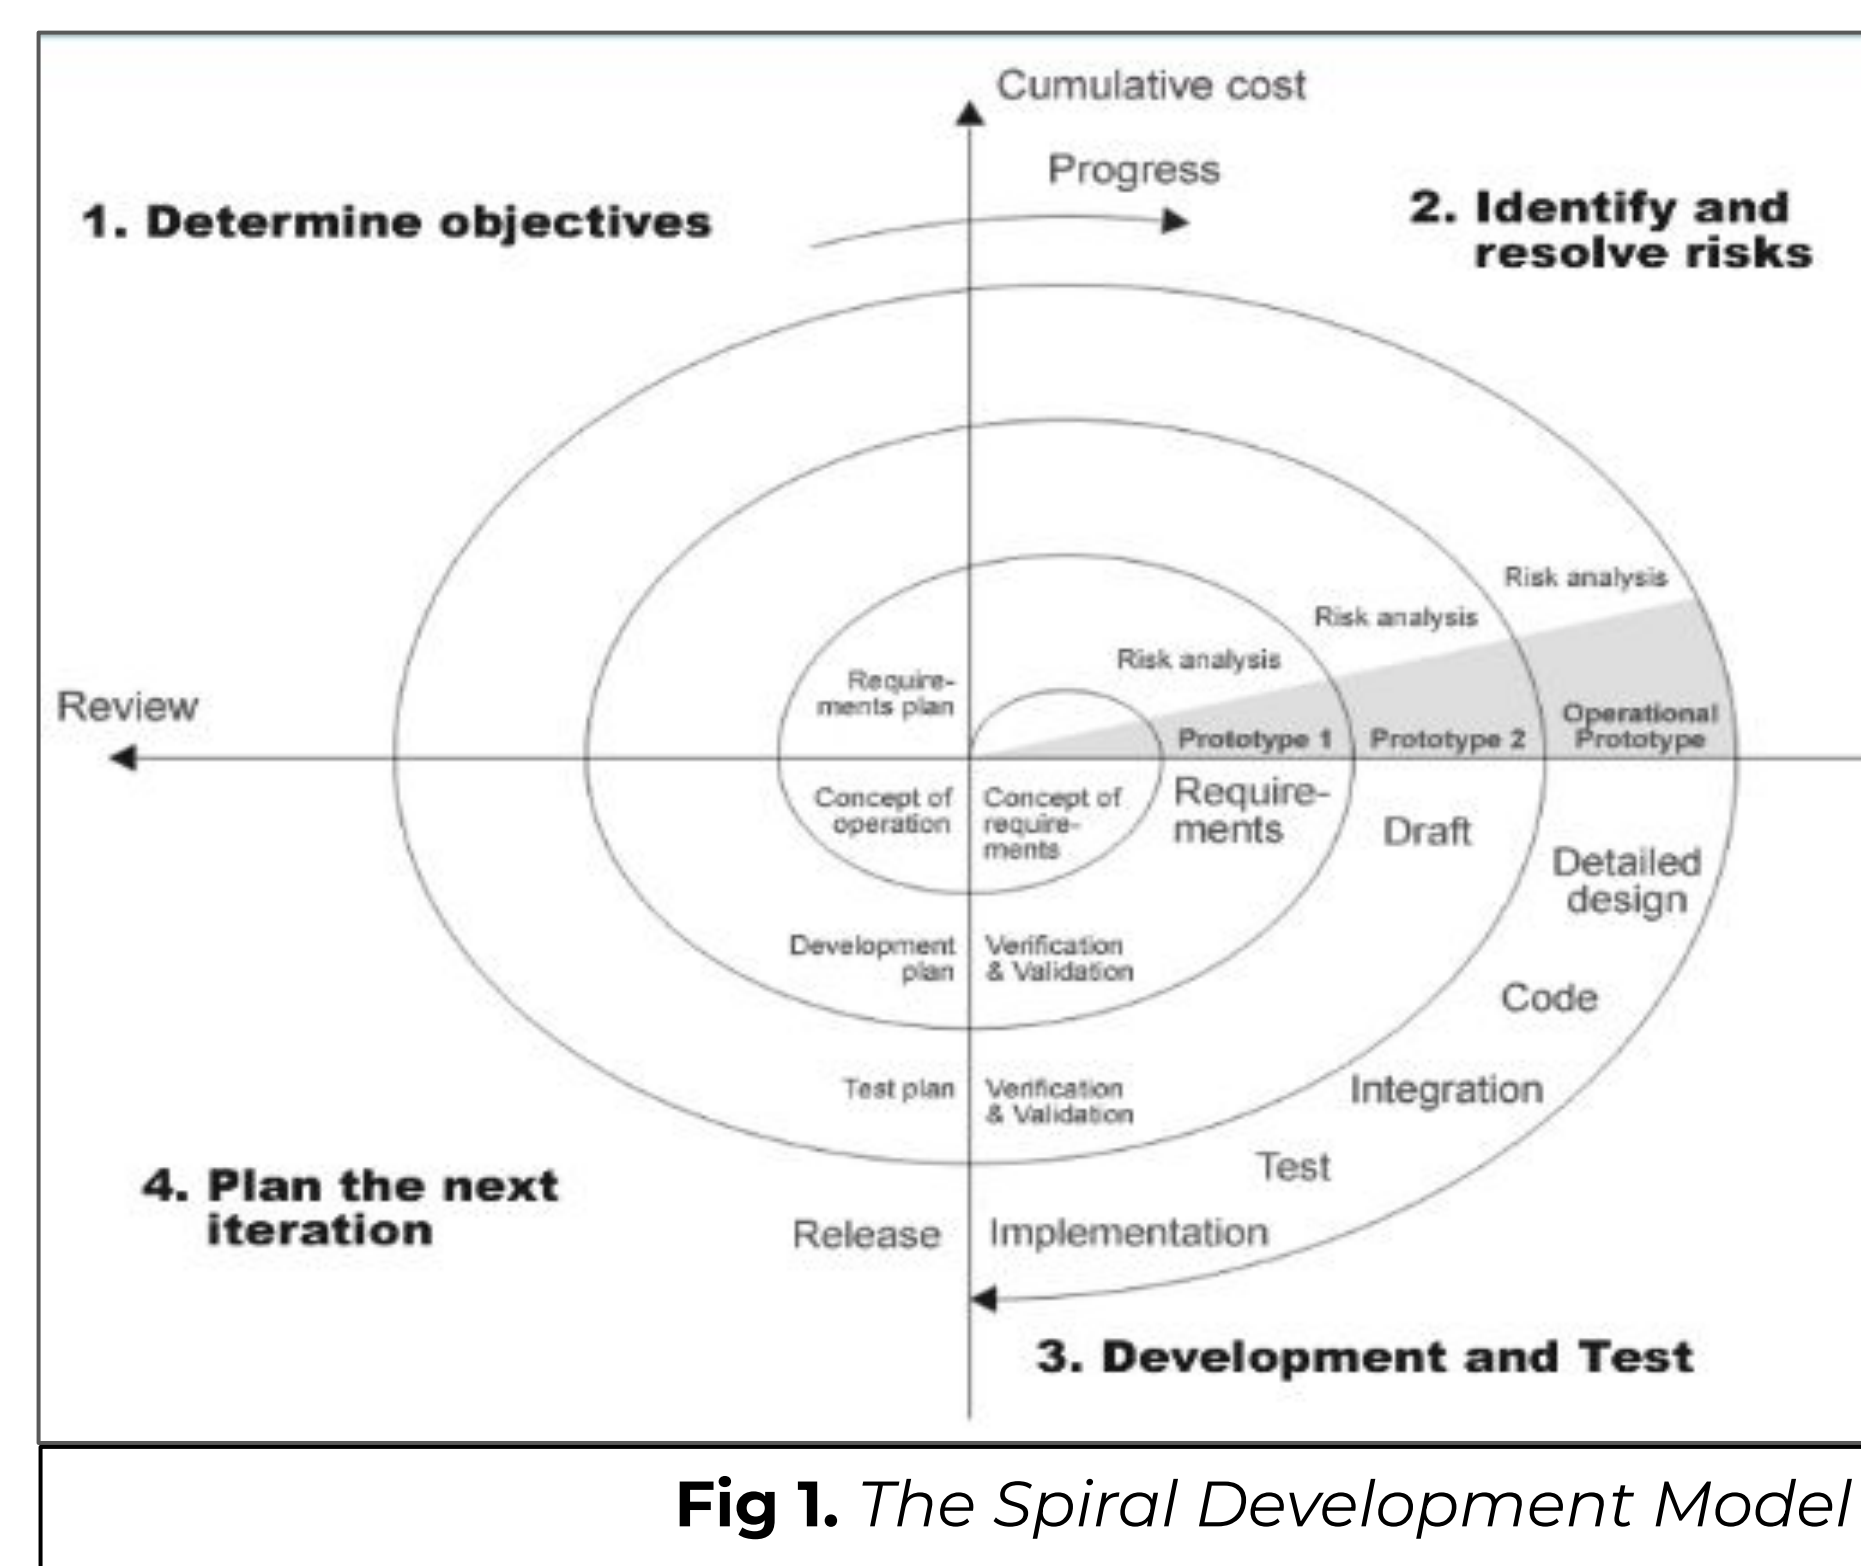 Cumulative cost
Progress
1. Determine objectives
2. Identify and
resolve risks
Risk analysis
Risk analysis
Risk analysis
Require-
ments plan
Review
Operational
Prototype
Prototype 1
Prototype 2
Concept of
operation
Concept of
require-
ments
Require-
ments
Draft
Detailed
design
Development
plan
Verification
& Validation
Code
Test plan
Verification
& Validation
Integration
Test
4. Plan the next
iteration
Release
Implementation
3. Development and Test
Fig 1. The Spiral Development Model